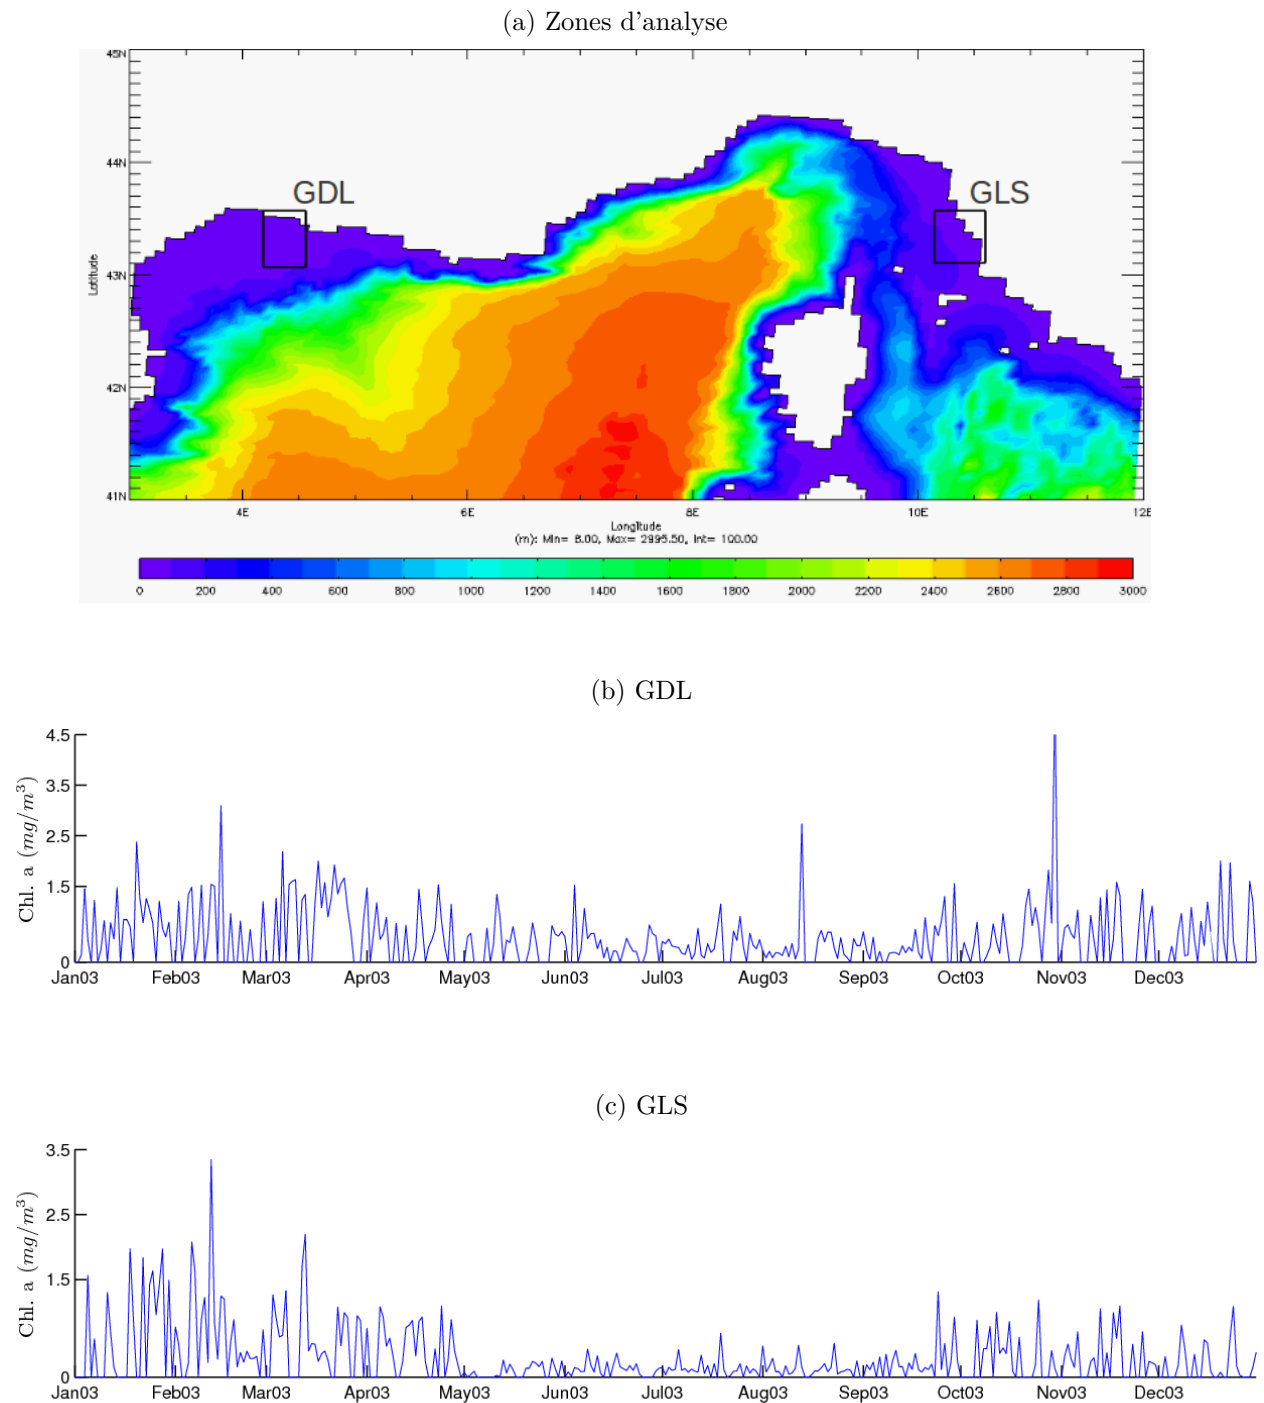 (a) Zones d'analyse
45N
44N
43N
42N
41N
Latitude
GDL
GLS
4E 6E 8E 10E 12E
Longitude
(m): Min= 8.00, Max= 2995.50, Int= 100.00
0 200 400 600 800 1000 1200 1400 1600 1800 2000 2200 2400 2600 2800 3000
(b) GDL
4.5
3.5
2.5
1.5
0
Chl. a (mg/m³)
Jan03 Feb03 Mar03 Apr03 May03 Jun03 Jul03 Aug03 Sep03 Oct03 Nov03 Dec03
(c) GLS
3.5
2.5
1.5
0
Chl. a (mg/m³)
Jan03 Feb03 Mar03 Apr03 May03 Jun03 Jul03 Aug03 Sep03 Oct03 Nov03 Dec03